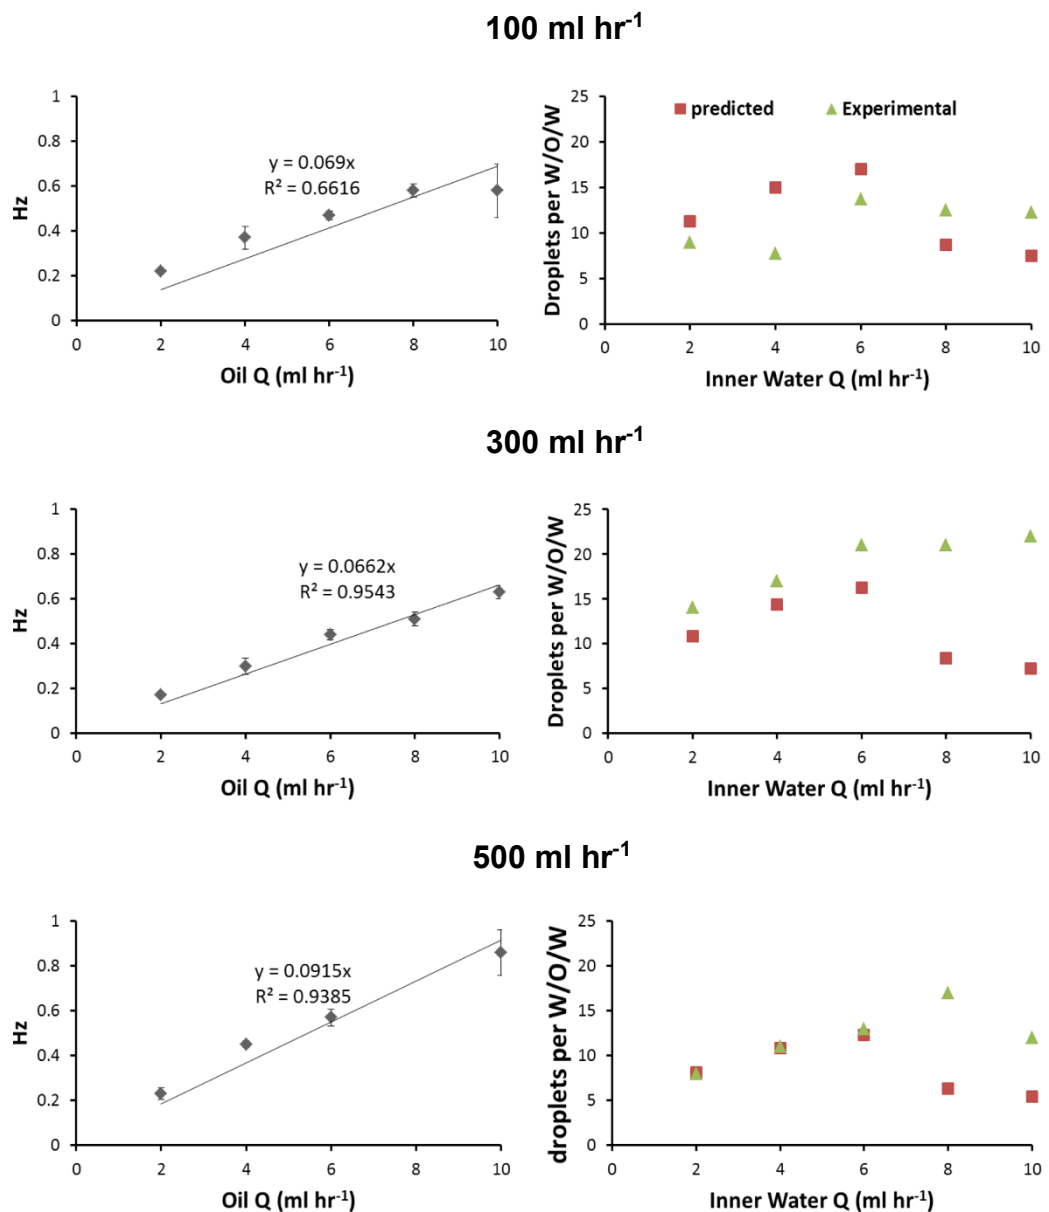 100 ml hr-1
1
0.8
0.6
0.4
0.2
0
Hz
y = 0.069x
R² = 0.6616
0 2 4 6 8 10
Oil Q (ml hr-1)
25
20
15
10
5
0
Droplets per W/O/W
predicted Experimental
0 2 4 6 8 10
Inner Water Q (ml hr-1)
300 ml hr-1
1
0.8
0.6
0.4
0.2
0
Hz
y = 0.0662x
R² = 0.9543
0 2 4 6 8 10
Oil Q (ml hr-1)
25
20
15
10
5
0
Droplets per W/O/W
0 2 4 6 8 10
Inner Water Q (ml hr-1)
500 ml hr-1
1
0.8
0.6
0.4
0.2
0
Hz
y = 0.0915x
R² = 0.9385
0 2 4 6 8 10
Oil Q (ml hr-1)
25
20
15
10
5
0
droplets per W/O/W
0 2 4 6 8 10
Inner Water Q (ml hr-1)